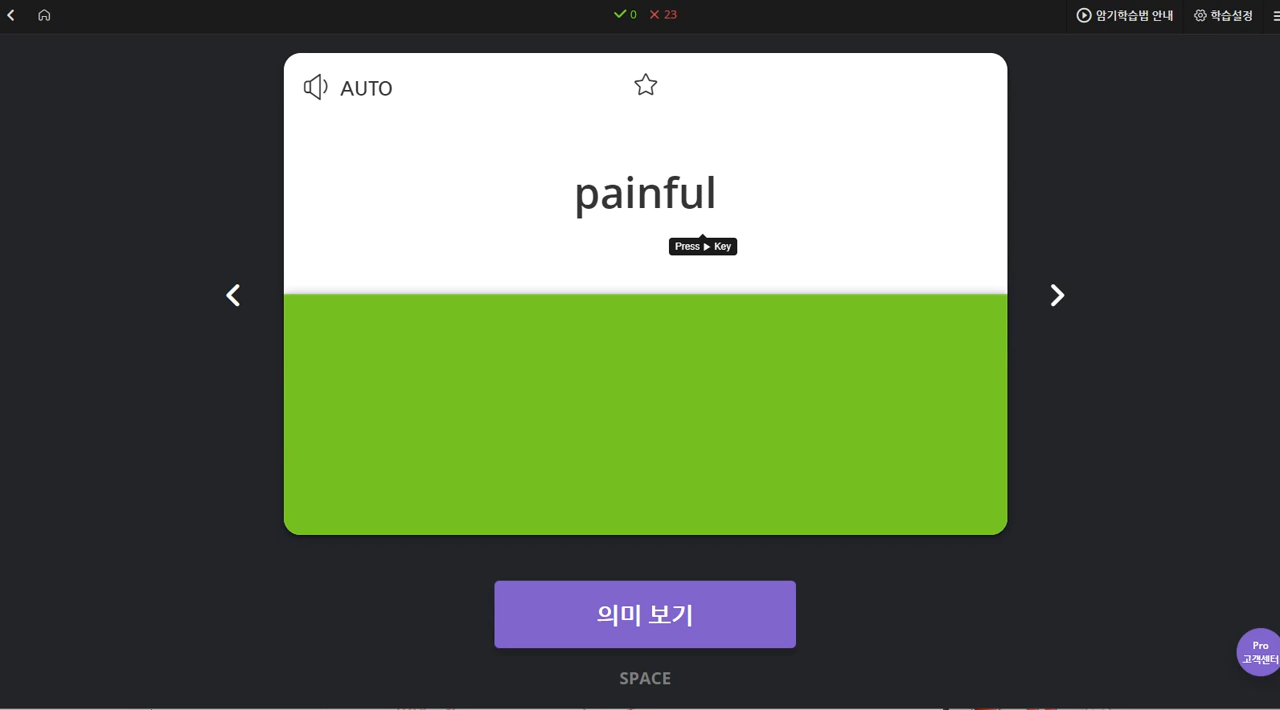 0 23 암기학습법 안내 학습설정
AUTO
painful
Press ▶ Key
의미 보기
SPACE
Pro
고객센터